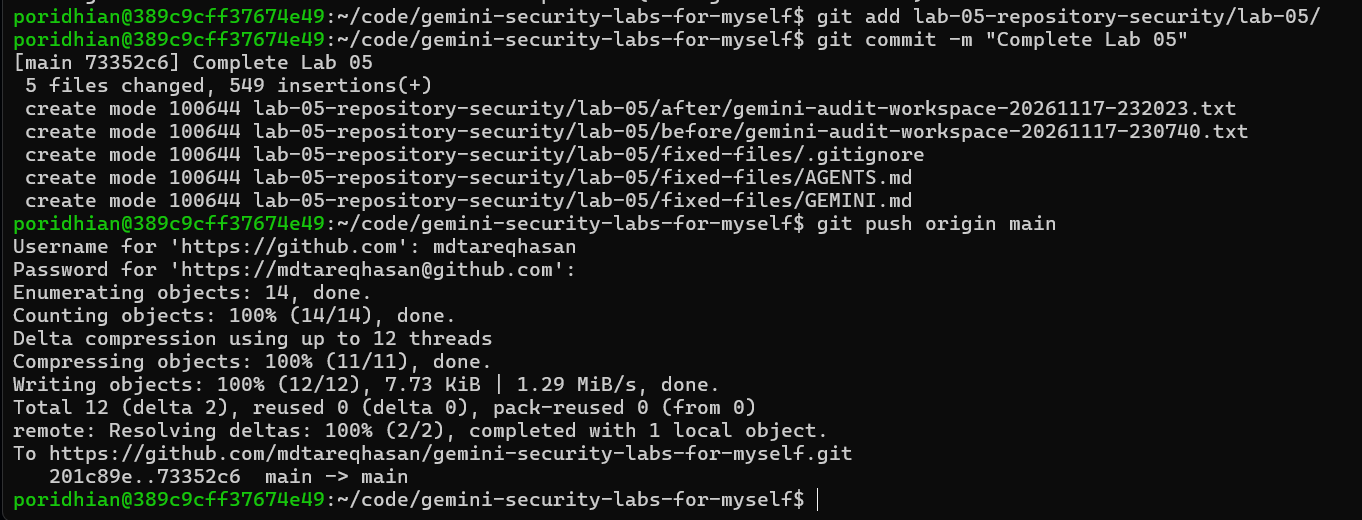 poridhian@389c9cff37674e49:~/code/gemini-security-labs-for-myself$ git add lab-05-repository-security/lab-05/
poridhian@389c9cff37674e49:~/code/gemini-security-labs-for-myself$ git commit -m "Complete Lab 05"
[main 73352c6] Complete Lab 05
 5 files changed, 549 insertions(+)
 create mode 100644 lab-05-repository-security/lab-05/after/gemini-audit-workspace-20261117-232023.txt
 create mode 100644 lab-05-repository-security/lab-05/before/gemini-audit-workspace-20261117-230740.txt
 create mode 100644 lab-05-repository-security/lab-05/fixed-files/.gitignore
 create mode 100644 lab-05-repository-security/lab-05/fixed-files/AGENTS.md
 create mode 100644 lab-05-repository-security/lab-05/fixed-files/GEMINI.md
poridhian@389c9cff37674e49:~/code/gemini-security-labs-for-myself$ git push origin main
Username for 'https://github.com': mdtareqhasan
Password for 'https://mdtareqhasan@github.com':
Enumerating objects: 14, done.
Counting objects: 100% (14/14), done.
Delta compression using up to 12 threads
Compressing objects: 100% (11/11), done.
Writing objects: 100% (12/12), 7.73 KiB | 1.29 MiB/s, done.
Total 12 (delta 2), reused 0 (delta 0), pack-reused 0 (from 0)
remote: Resolving deltas: 100% (2/2), completed with 1 local object.
To https://github.com/mdtareqhasan/gemini-security-labs-for-myself.git
   201c89e..73352c6  main -> main
poridhian@389c9cff37674e49:~/code/gemini-security-labs-for-myself$